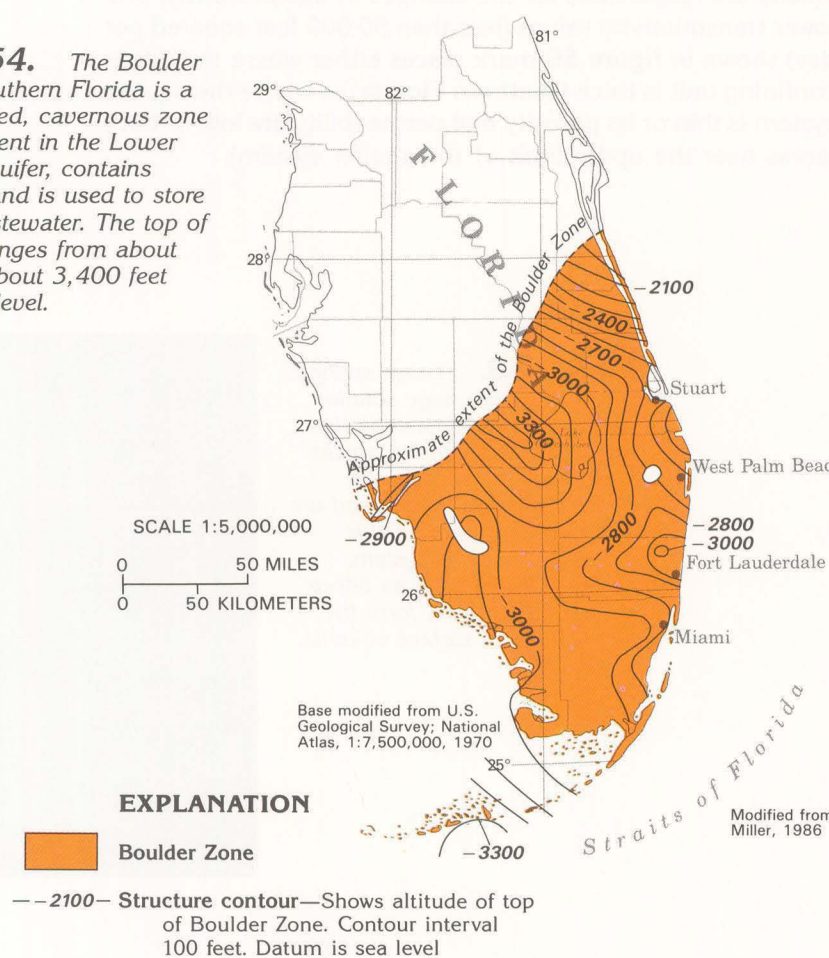 54. The Boulder
uthern Florida is a
ed, cavernous zone
ent in the Lower
uifer, contains
and is used to store
stewater. The top of
nges from about
bout 3,400 feet
level.
81°
82°
29°
FLORIDA
28°
Approximate extent of the Boulder Zone
-2100
2400
2700
3000
Stuart
3300
27°
West Palm Beac
SCALE 1:5,000,000
-2900
2800
-2800
-3000
0 50 MILES
Fort Lauderdale
0 50 KILOMETERS
26°
3000
Miami
Base modified from U.S.
Geological Survey; National
Atlas, 1:7,500,000, 1970
25°
Straits of Florida
EXPLANATION
Modified from
Miller, 1986
Boulder Zone
-3300
– –2100– Structure contour—Shows altitude of top
of Boulder Zone. Contour interval
100 feet. Datum is sea level